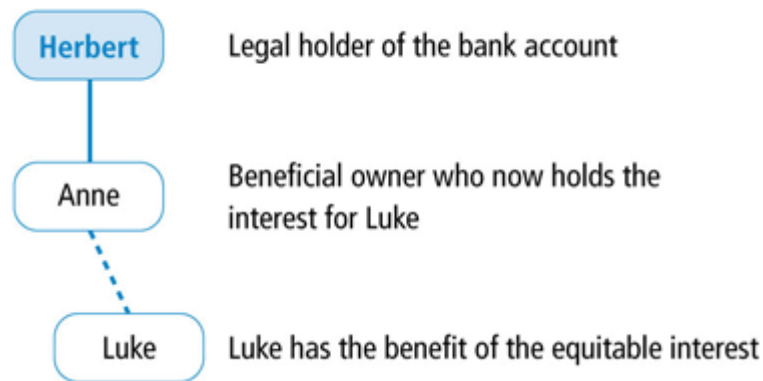 Herbert
Legal holder of the bank account
Anne
Beneficial owner who now holds the
interest for Luke
Luke
Luke has the benefit of the equitable interest